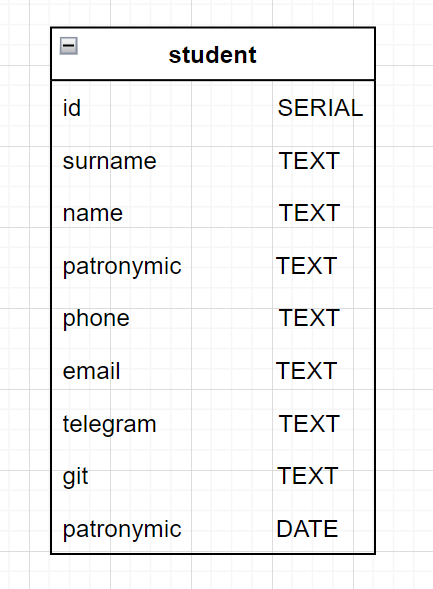 student
id SERIAL
surname TEXT
name TEXT
patronymic TEXT
phone TEXT
email TEXT
telegram TEXT
git TEXT
patronymic DATE